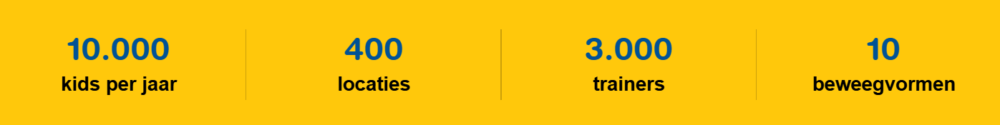 10.000
kids per jaar
400
locaties
3.000
trainers
10
beweegvormen